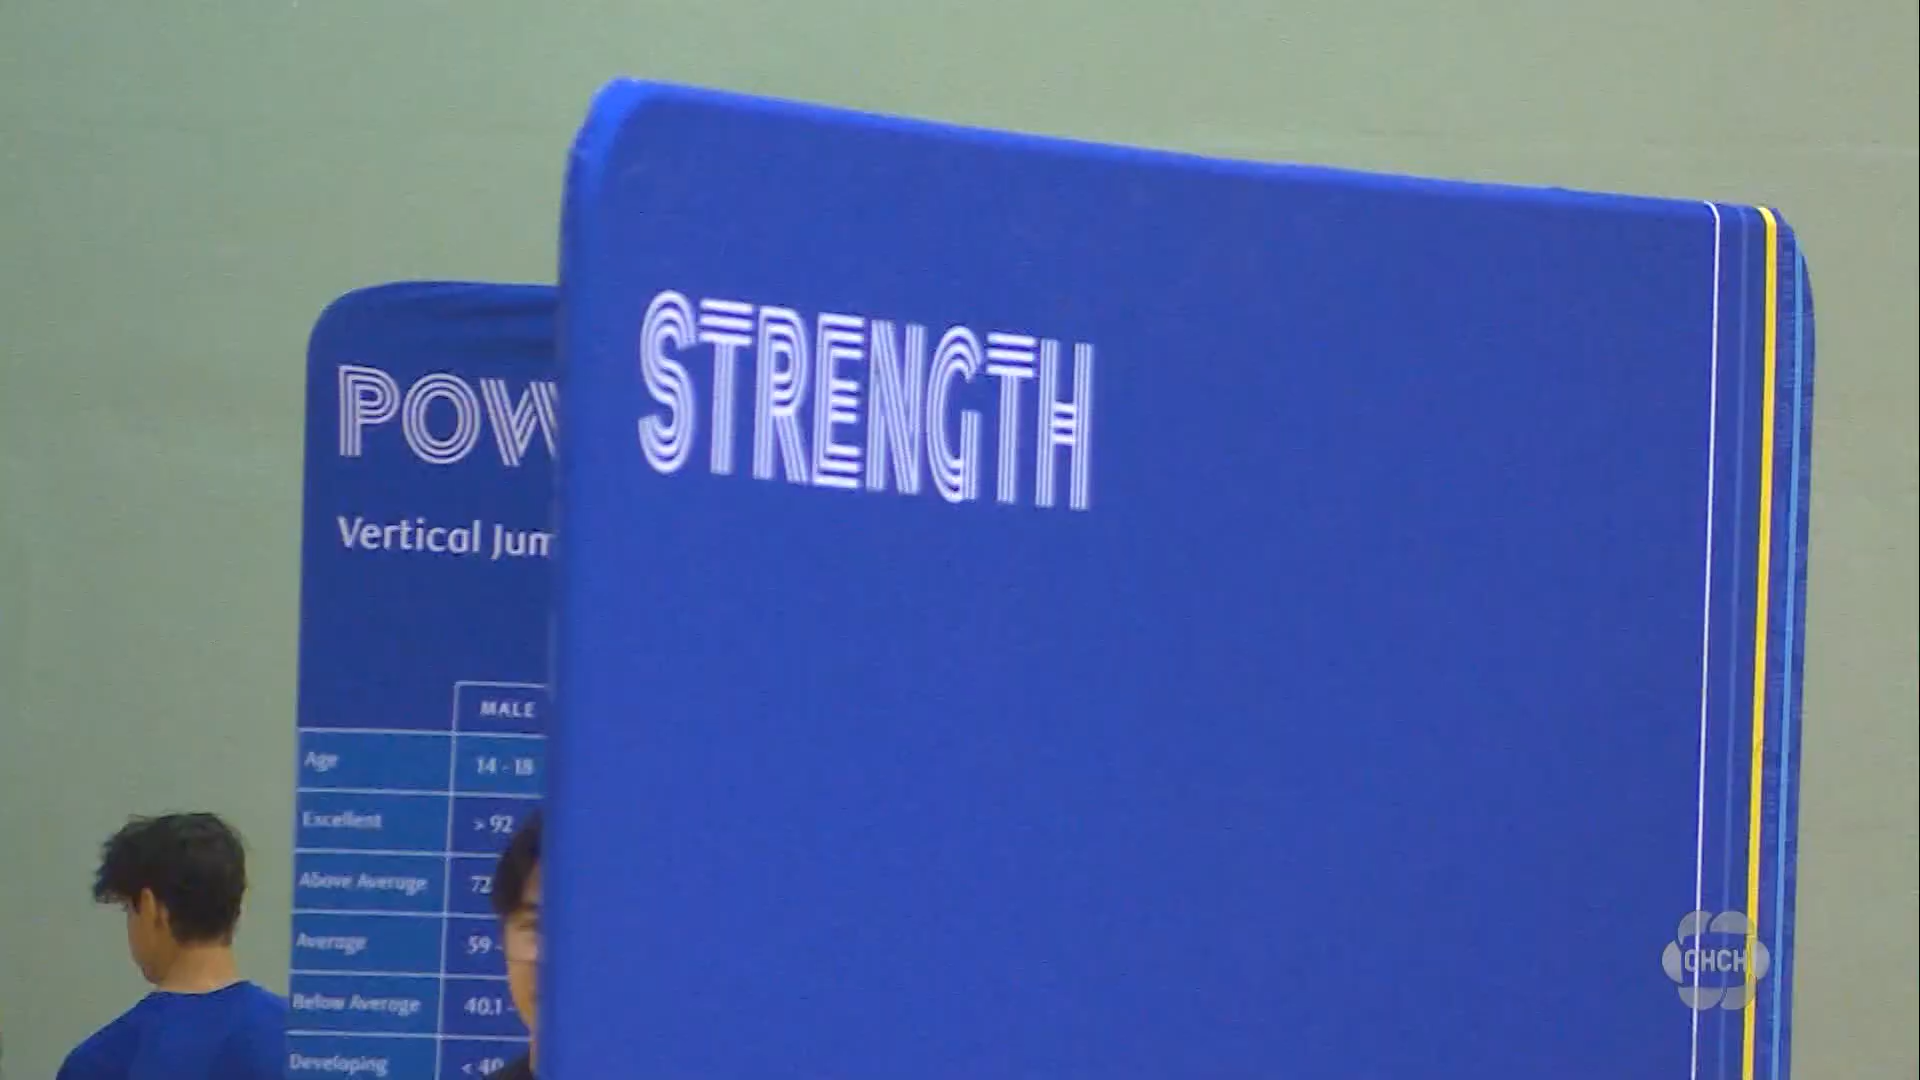 STRENGTH
POW
Vertical Jum
MALE
Age 14 - 18
Excellent > 92
Above Average 72
Average 59 -
Below Average 40.1 -
Developing < 40
CHCH